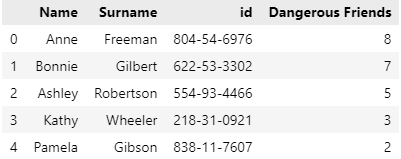 Name Surname id Dangerous Friends
0 Anne Freeman 804-54-6976 8
1 Bonnie Gilbert 622-53-3302 7
2 Ashley Robertson 554-93-4466 5
3 Kathy Wheeler 218-31-0921 3
4 Pamela Gibson 838-11-7607 2